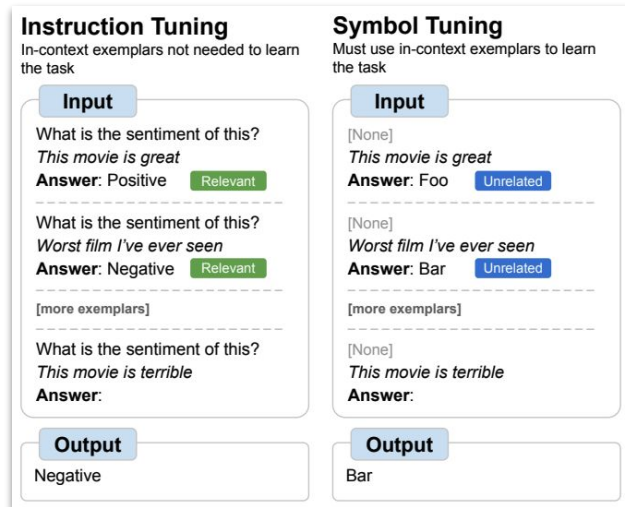 Instruction Tuning
In-context exemplars not needed to learn
the task
Input
What is the sentiment of this?
This movie is great
Answer: Positive Relevant
What is the sentiment of this?
Worst film I've ever seen
Answer: Negative Relevant
[more exemplars]
What is the sentiment of this?
This movie is terrible
Answer:
Output
Negative
Symbol Tuning
Must use in-context exemplars to learn
the task
Input
[None]
This movie is great
Answer: Foo Unrelated
[None]
Worst film I've ever seen
Answer: Bar Unrelated
[more exemplars]
[None]
This movie is terrible
Answer:
Output
Bar